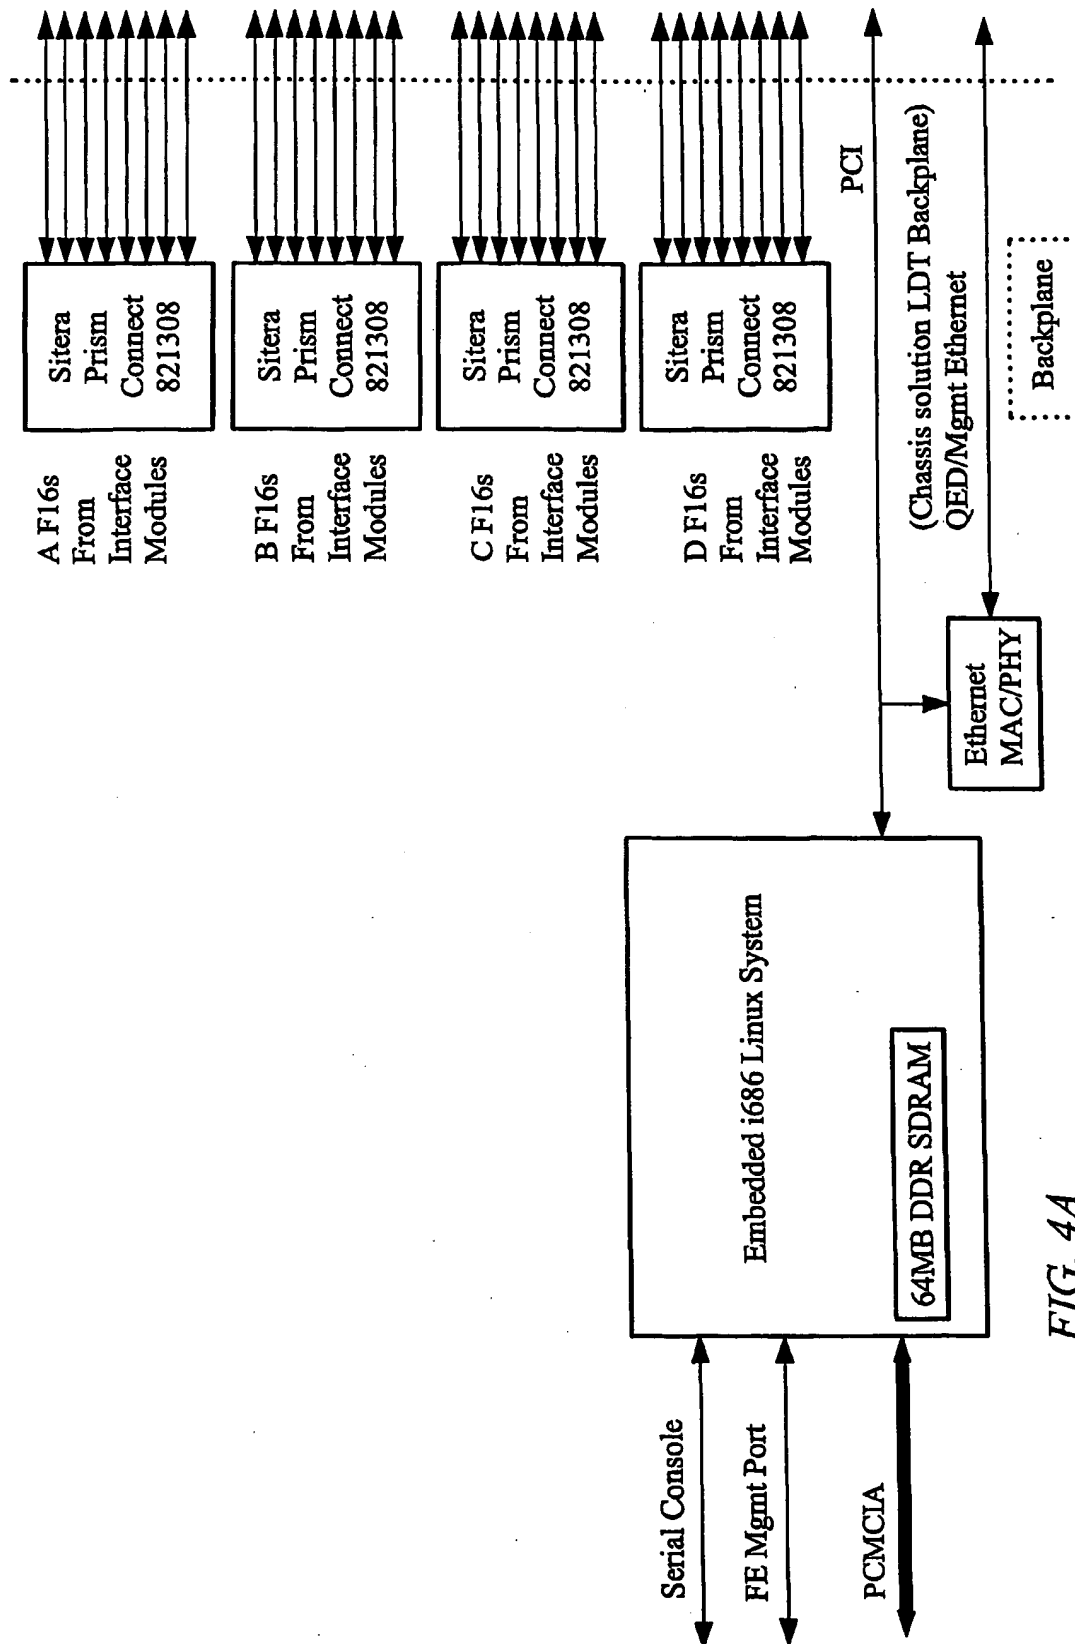 A F16s
From
Interface
Modules
Sitera
Prism
Connect
821308
B F16s
From
Interface
Modules
Sitera
Prism
Connect
821308
C F16s
From
Interface
Modules
Sitera
Prism
Connect
821308
D F16s
From
Interface
Modules
Sitera
Prism
Connect
821308
PCI
(Chassis solution LDT Backplane)
QED/Mgmt Ethernet
Backplane
Ethernet
MAC/PHY
Embedded i686 Linux System
64MB DDR SDRAM
Serial Console
FE Mgmt Port
PCMCIA
FIG. 4A